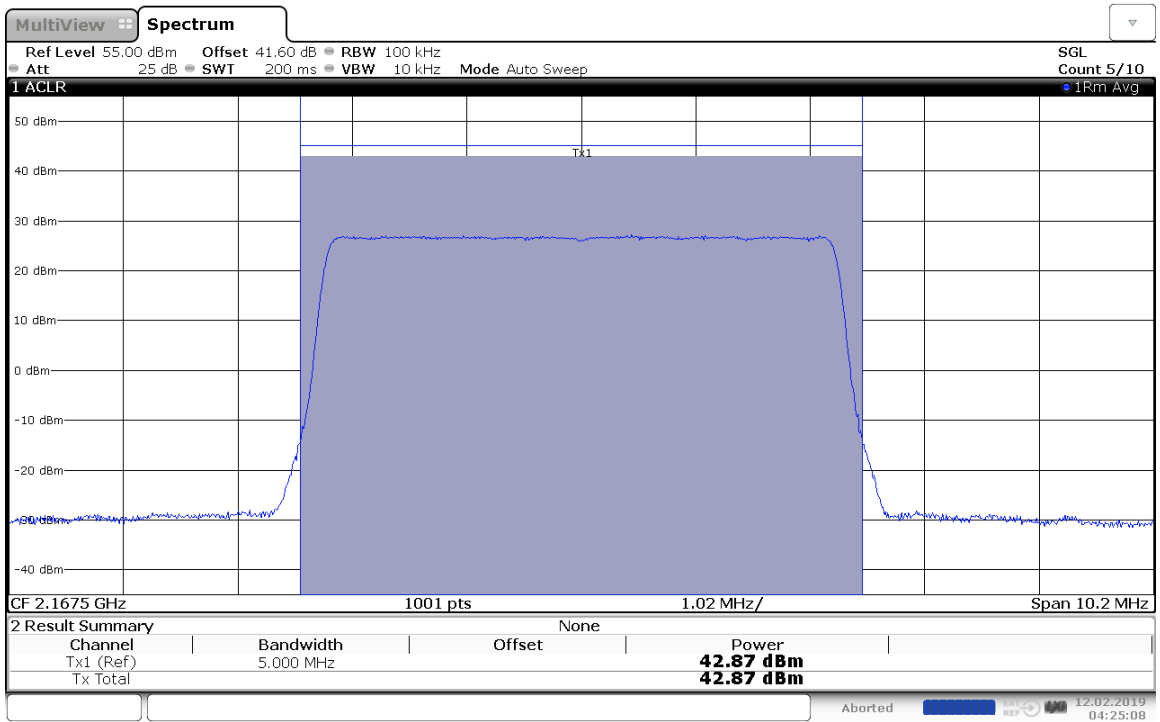 MultiView Spectrum
Ref Level 55.00 dBm Offset 41.60 dB RBW 100 kHz SGL
Att 25 dB SWT 200 ms VBW 10 kHz Mode Auto Sweep Count 5/10
1 ACLR 1Rm Avg
50 dBm
Tx1
40 dBm
30 dBm
20 dBm
10 dBm
0 dBm
-10 dBm
-20 dBm
-30 dBm
-40 dBm
CF 2.1675 GHz 1001 pts 1.02 MHz/ Span 10.2 MHz
2 Result Summary None
Channel Bandwidth Offset Power
Tx1 (Ref) 5.000 MHz 42.87 dBm
Tx Total 42.87 dBm
Aborted EXT REF 12.02.2019
04:25:08